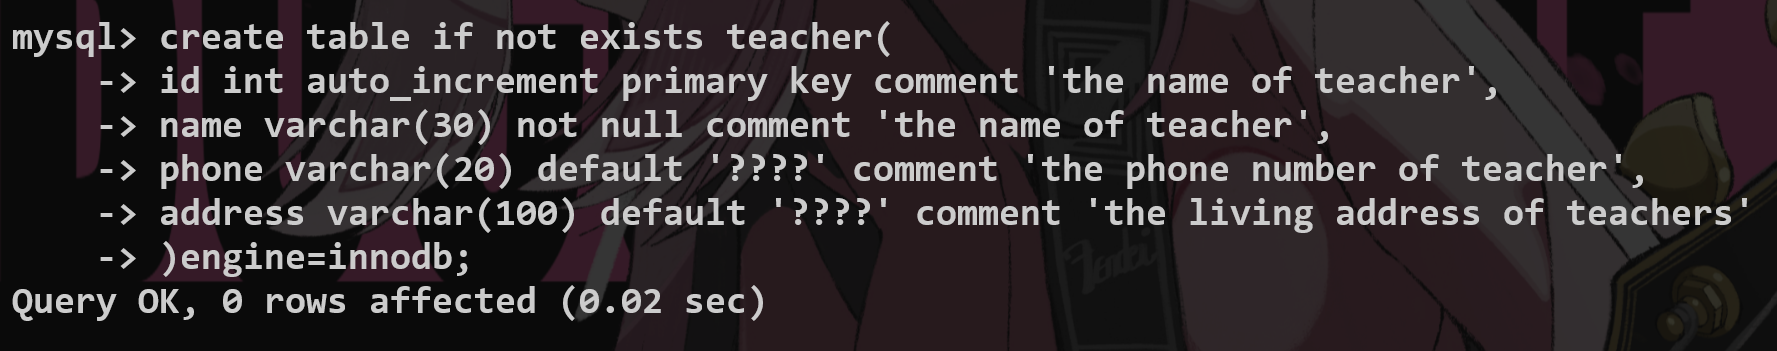 mysql> create table if not exists teacher(
    -> id int auto_increment primary key comment 'the name of teacher',
    -> name varchar(30) not null comment 'the name of teacher',
    -> phone varchar(20) default '????' comment 'the phone number of teacher',
    -> address varchar(100) default '????' comment 'the living address of teachers'
    -> )engine=innodb;
Query OK, 0 rows affected (0.02 sec)